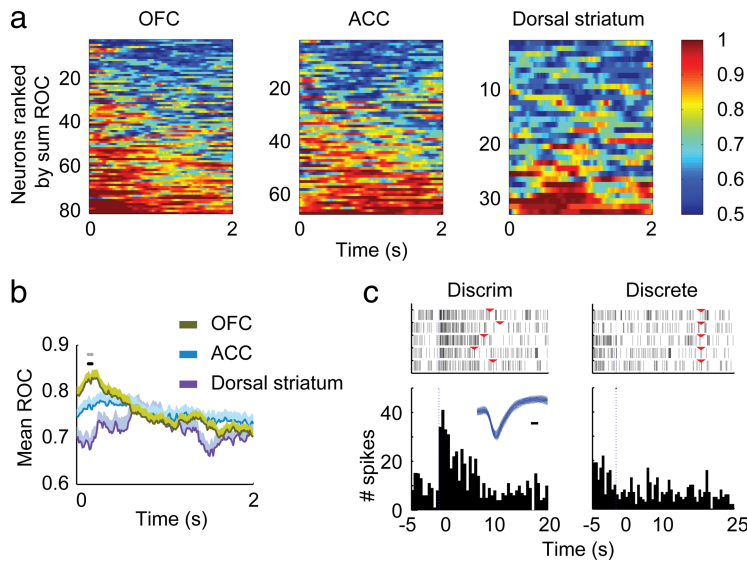 a
OFC
ACC
Dorsal striatum
Neurons ranked
by sum ROC
20
40
60
80
0
2
20
40
60
0
2
10
20
30
0
2
Time (s)
1
0.9
0.8
0.7
0.6
0.5
b
OFC
ACC
Dorsal striatum
Mean ROC
0.9
0.8
0.7
0.6
0
2
Time (s)
c
Discrim
Discrete
# spikes
40
20
0
-5 0 10 20
-5 0 10 25
Time (s)